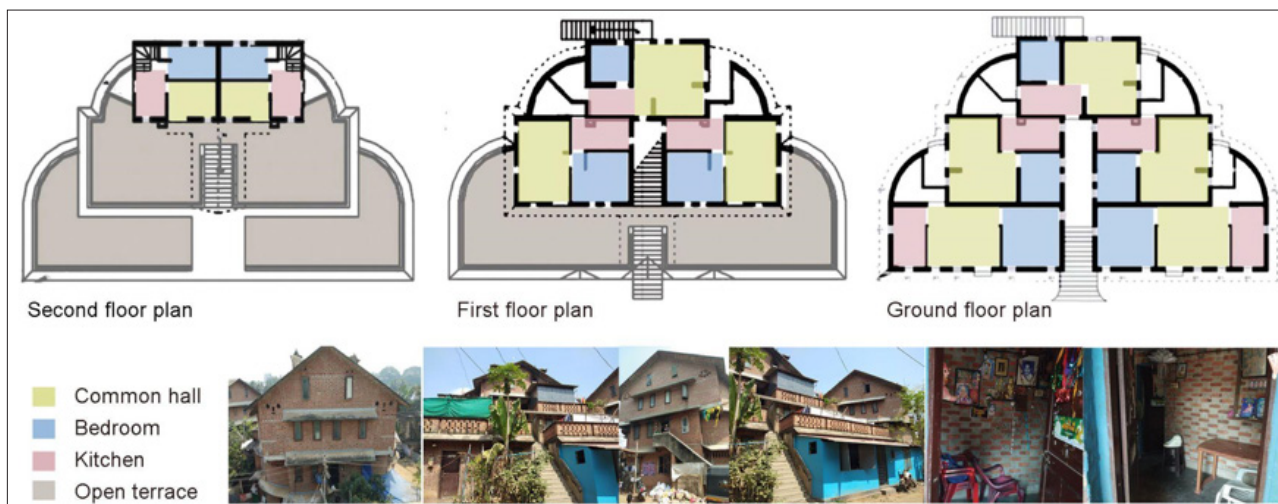 Second floor plan
First floor plan
Ground floor plan
Common hall
Bedroom
Kitchen
Open terrace